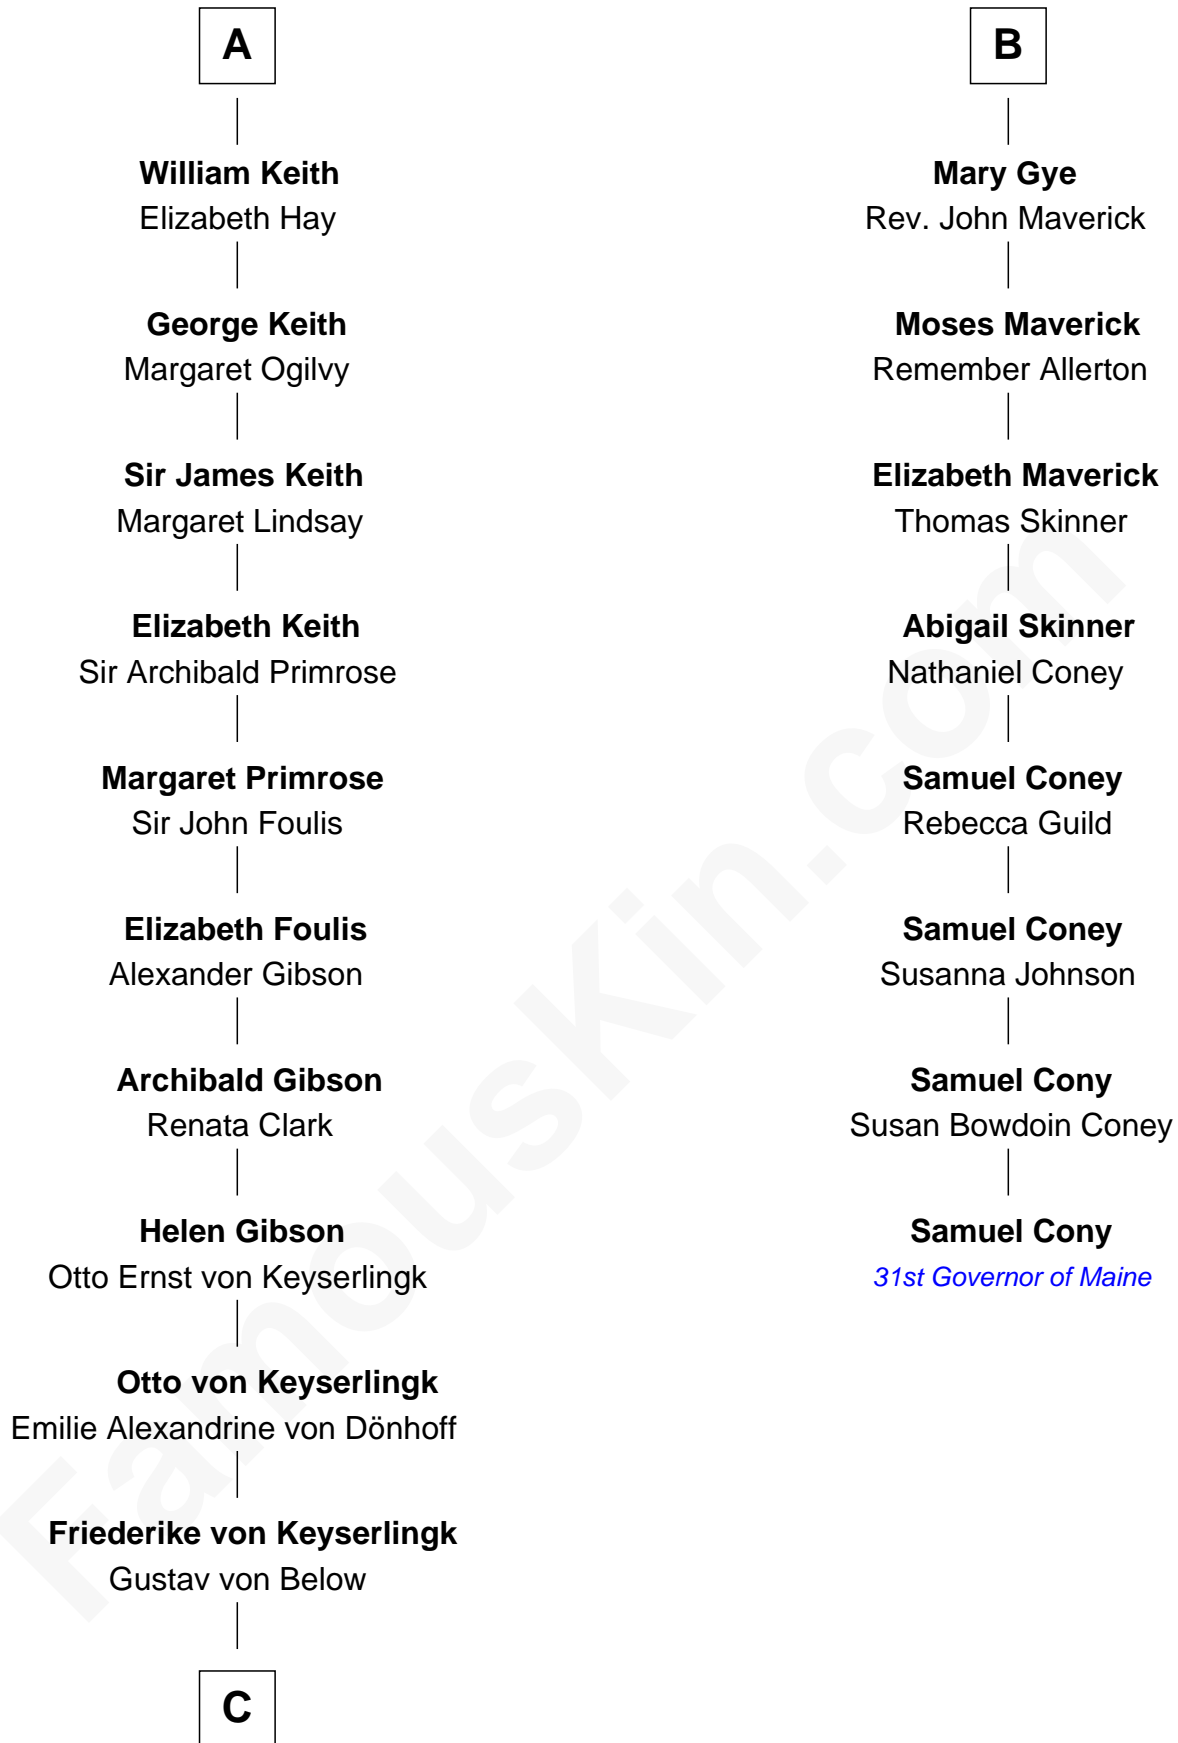 A
William Keith
Elizabeth Hay
George Keith
Margaret Ogilvy
Sir James Keith
Margaret Lindsay
Elizabeth Keith
Sir Archibald Primrose
Margaret Primrose
Sir John Foulis
Elizabeth Foulis
Alexander Gibson
Archibald Gibson
Renata Clark
Helen Gibson
Otto Ernst von Keyserlingk
Otto von Keyserlingk
Emilie Alexandrine von Dönhoff
Friederike von Keyserlingk
Gustav von Below
C
B
Mary Gye
Rev. John Maverick
Moses Maverick
Remember Allerton
Elizabeth Maverick
Thomas Skinner
Abigail Skinner
Nathaniel Coney
Samuel Coney
Rebecca Guild
Samuel Coney
Susanna Johnson
Samuel Cony
Susan Bowdoin Coney
Samuel Cony
31st Governor of Maine
FamousKin.com